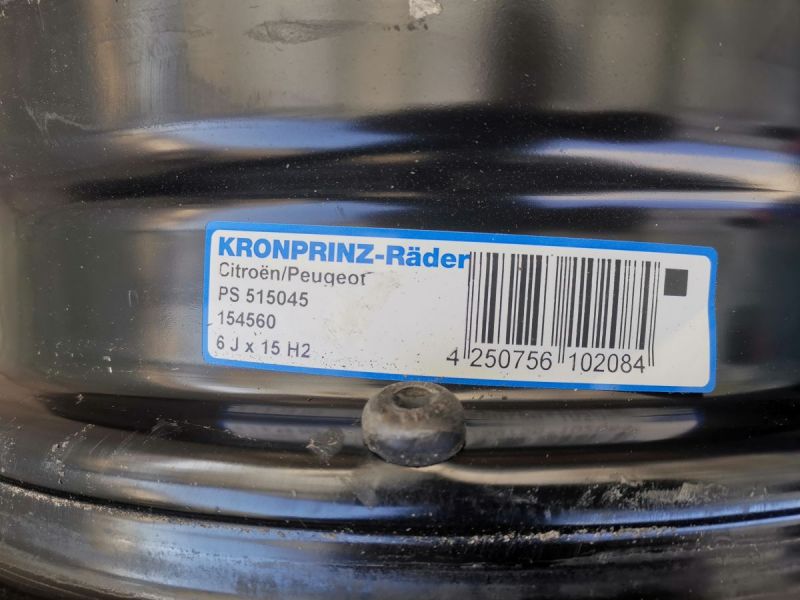 KRONPRINZ-Räder
Citroën/Peugeot
PS 515045
154560
6 J x 15 H2
4 250756 102084